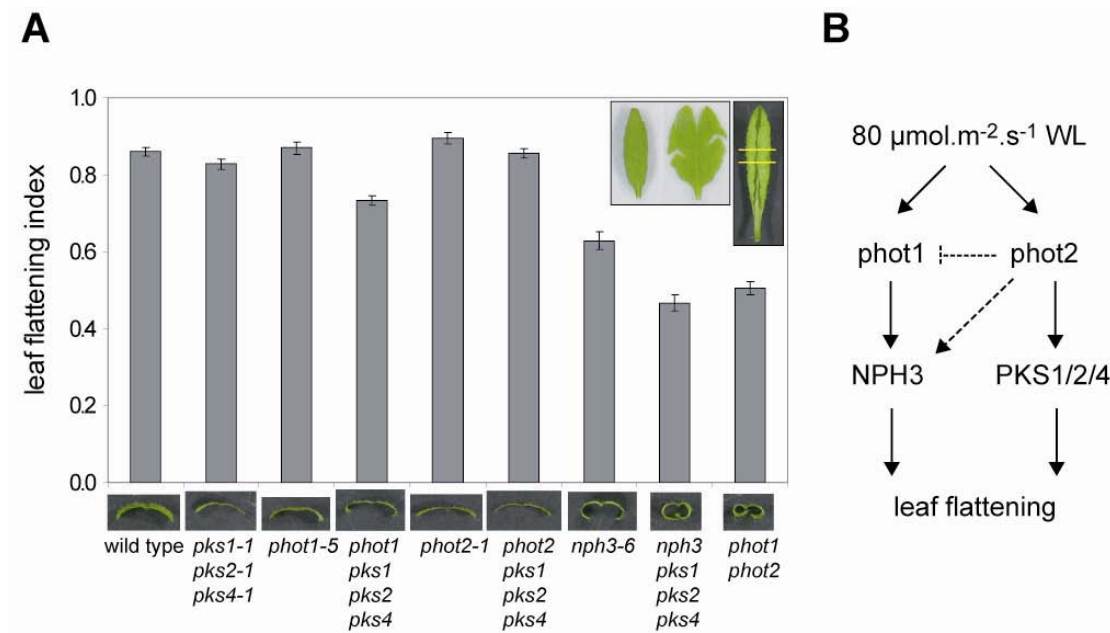 A
B
leaf flattening index
1.0
0.8
0.6
0.4
0.2
0.0
wild type
pks1-1
pks2-1
pks4-1
phot1-5
phot1
pks1
pks2
pks4
phot2-1
phot2
pks1
pks2
pks4
nph3-6
nph3
pks1
pks2
pks4
phot1
phot2
80 µmol.m-2.s-1 WL
phot1
phot2
NPH3
PKS1/2/4
leaf flattening